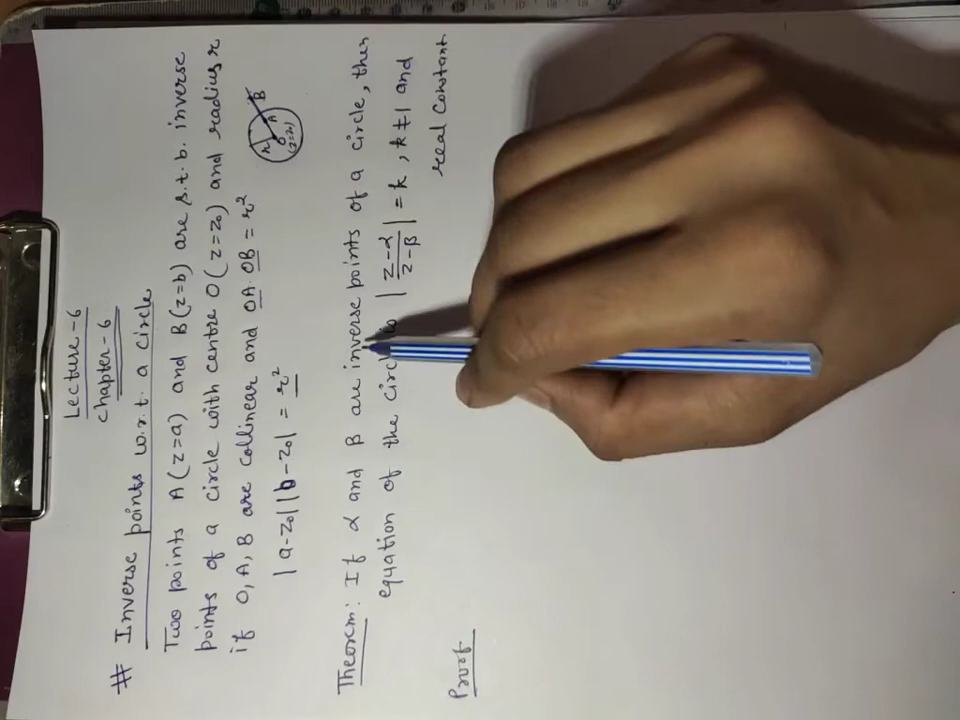 Lecture-6
chapter-6
# Inverse points w.r.t. a circle
Two points A(z=a) and B(z=b) are s.t.b. inverse
points of a circle with centre O(z=z₀) and radius r
if O, A, B are collinear and OA·OB = r²
|a-z₀||b-z₀| = r²
r A B
O
(z=z₀)
Theorem: If α and β are inverse points of a circle, then
equation of the circle is |z-α/z-β| = k, k≠1 and
real constant
Proof